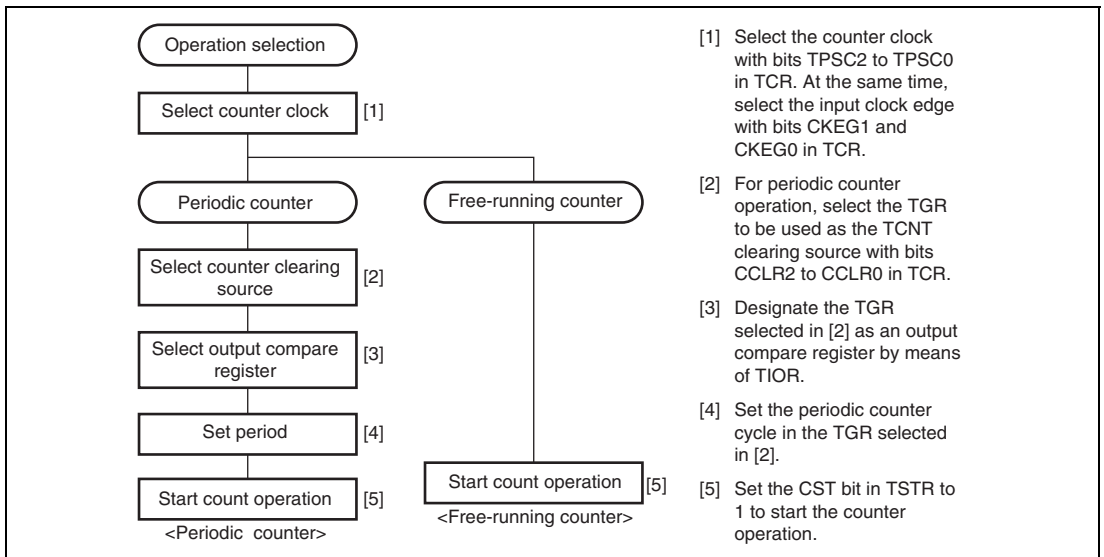 Operation selection
Select counter clock
[1]
Periodic counter
Free-running counter
Select counter clearing
source
[2]
Select output compare
register
[3]
Set period
[4]
Start count operation
[5]
<Periodic counter>
Start count operation
[5]
<Free-running counter>
[1] Select the counter clock
with bits TPSC2 to TPSC0
in TCR. At the same time,
select the input clock edge
with bits CKEG1 and
CKEG0 in TCR.
[2] For periodic counter
operation, select the TGR
to be used as the TCNT
clearing source with bits
CCLR2 to CCLR0 in TCR.
[3] Designate the TGR
selected in [2] as an output
compare register by means
of TIOR.
[4] Set the periodic counter
cycle in the TGR selected
in [2].
[5] Set the CST bit in TSTR to
1 to start the counter
operation.